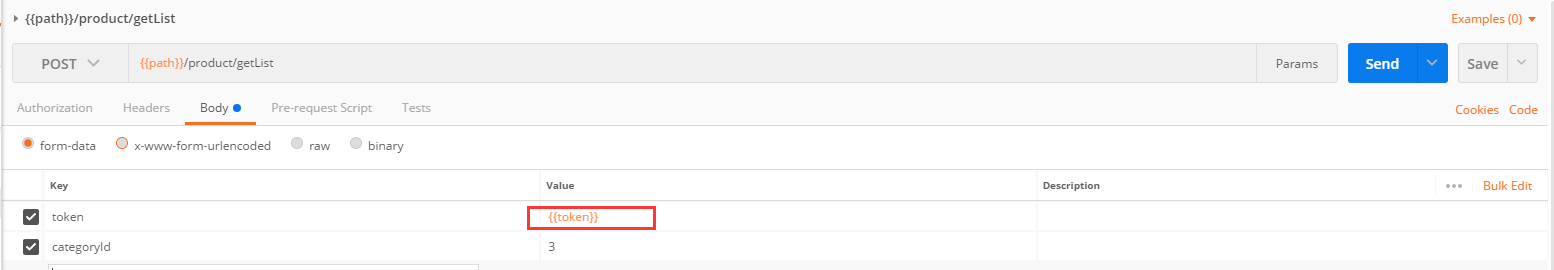 {{path}}/product/getList
Examples (0)
POST {{path}}/product/getList Params Send Save
Authorization Headers Body Pre-request Script Tests Cookies Code
form-data x-www-form-urlencoded raw binary
Key Value Description Bulk Edit
token {{token}}
categoryId 3